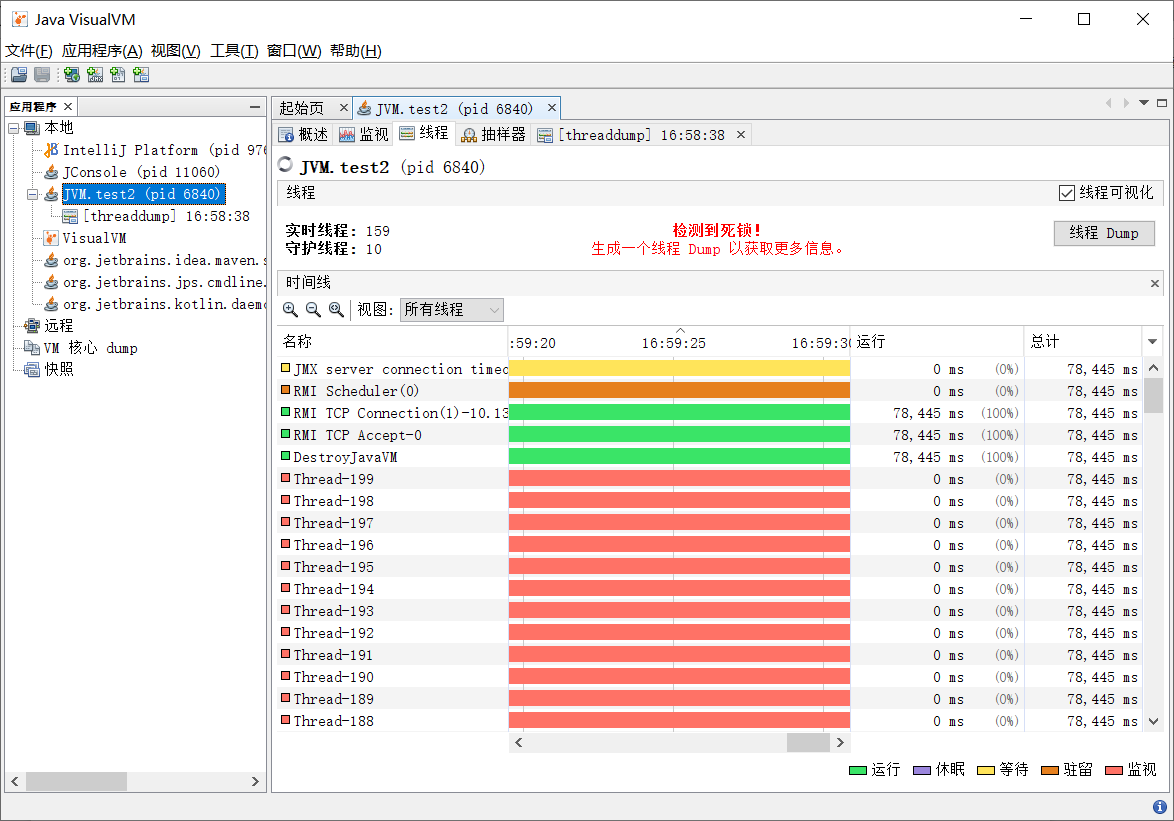 Java VisualVM
文件(F) 应用程序(A) 视图(V) 工具(T) 窗口(W) 帮助(H)
应用程序
本地
IntelliJ Platform (pid 976
JConsole (pid 11060)
JVM.test2 (pid 6840)
[threaddump] 16:58:38
VisualVM
org.jetbrains.idea.maven.s
org.jetbrains.jps.cmdline.
org.jetbrains.kotlin.daemo
远程
VM 核心 dump
快照
起始页 JVM.test2 (pid 6840)
概述 监视 线程 抽样器 [threaddump] 16:58:38
JVM.test2 (pid 6840)
线程 线程可视化
实时线程: 159
守护线程: 10
检测到死锁!
生成一个线程 Dump 以获取更多信息。
线程 Dump
时间线
视图: 所有线程
名称 :59:20 16:59:25 16:59:30 运行 总计
JMX server connection timeo 0 ms (0%) 78,445 ms
RMI Scheduler(0) 0 ms (0%) 78,445 ms
RMI TCP Connection(1)-10.13 78,445 ms (100%) 78,445 ms
RMI TCP Accept-0 78,445 ms (100%) 78,445 ms
DestroyJavaVM 78,445 ms (100%) 78,445 ms
Thread-199 0 ms (0%) 78,445 ms
Thread-198 0 ms (0%) 78,445 ms
Thread-197 0 ms (0%) 78,445 ms
Thread-196 0 ms (0%) 78,445 ms
Thread-195 0 ms (0%) 78,445 ms
Thread-194 0 ms (0%) 78,445 ms
Thread-193 0 ms (0%) 78,445 ms
Thread-192 0 ms (0%) 78,445 ms
Thread-191 0 ms (0%) 78,445 ms
Thread-190 0 ms (0%) 78,445 ms
Thread-189 0 ms (0%) 78,445 ms
Thread-188 0 ms (0%) 78,445 ms
运行 休眠 等待 驻留 监视